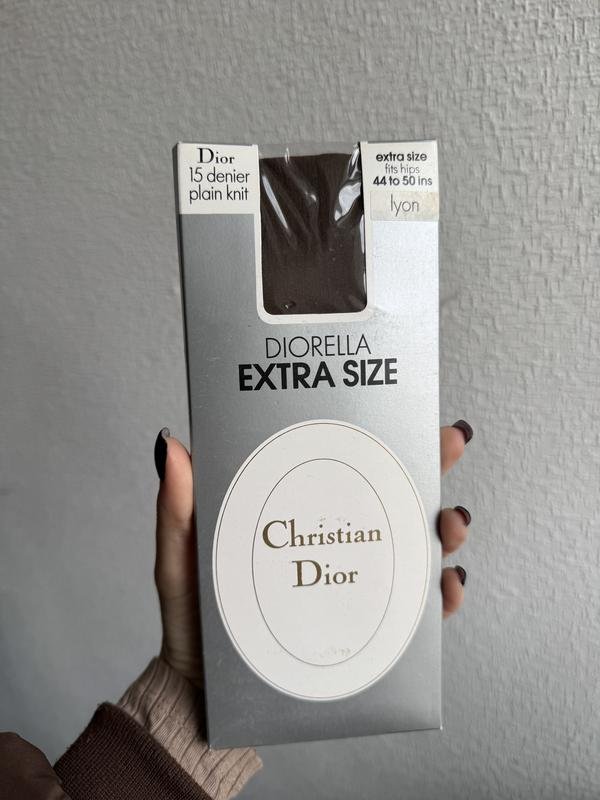 Dior
15 denier
plain knit
extra size
fits hips
44 to 50 ins
lyon
DIORELLA
EXTRA SIZE
Christian
Dior